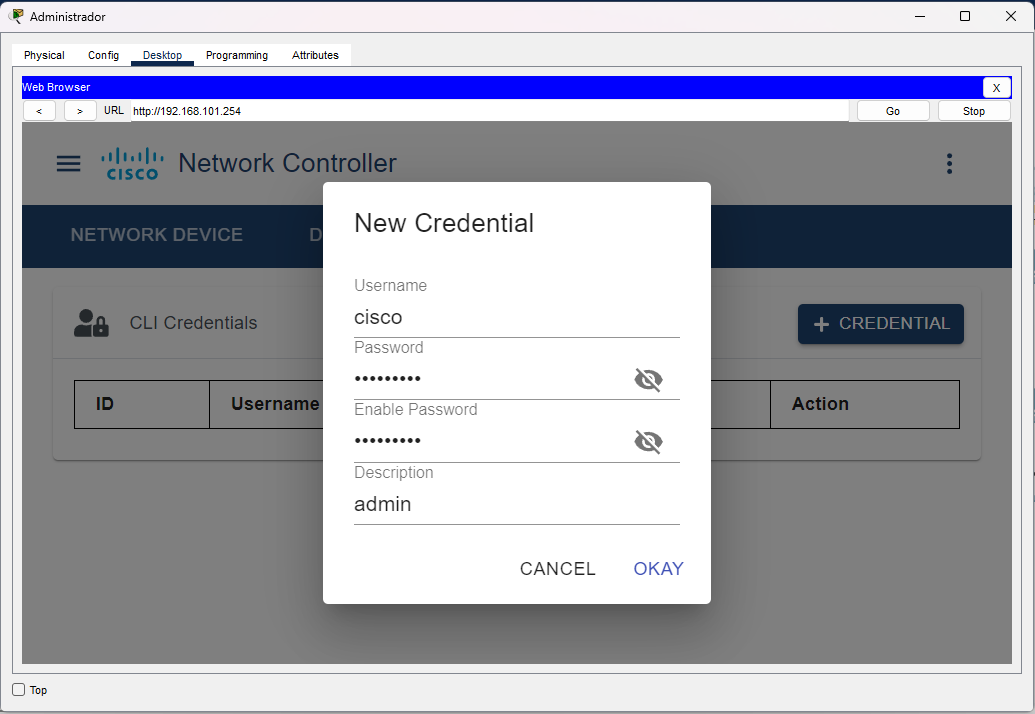 Administrador
Physical Config Desktop Programming Attributes
Web Browser X
< > URL http://192.168.101.254 Go Stop
CISCO Network Controller
NETWORK DEVICE D
New Credential
Username
cisco
Password
•••••••••
Enable Password
•••••••••
Description
admin
CANCEL OKAY
CLI Credentials + CREDENTIAL
ID Username Action
Top